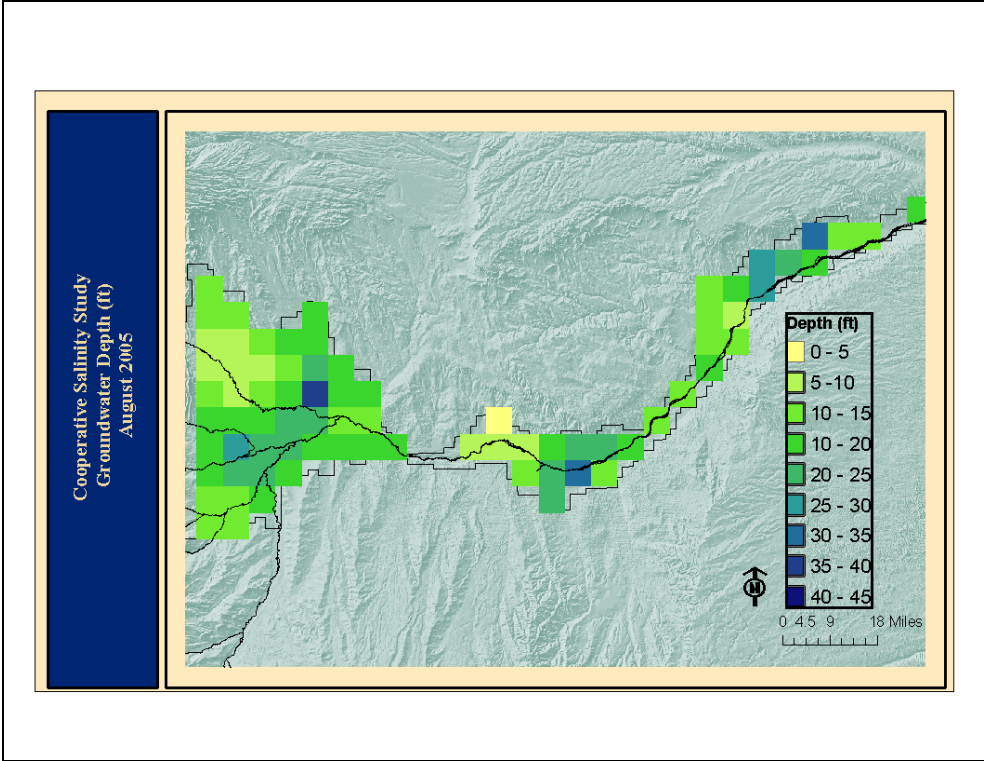 Cooperative Salinity Study
Groundwater Depth (ft)
August 2005
Depth (ft)
0 - 5
5 -10
10 - 15
10 - 20
20 - 25
25 - 30
30 - 35
35 - 40
40 - 45
N
0 4.5 9 18 Miles